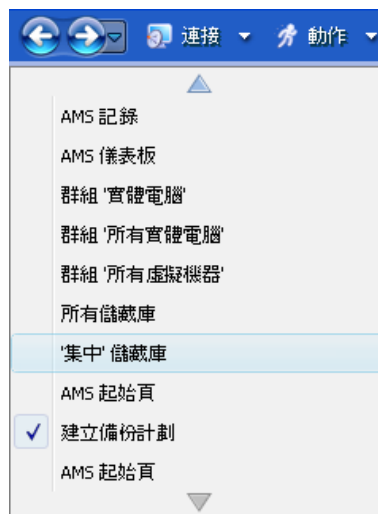 連接 動作
AMS 記錄
AMS 儀表板
群組 '實體電腦'
群組 '所有實體電腦'
群組 '所有虛擬機器'
所有儲藏庫
'集中' 儲藏庫
AMS 起始頁
建立備份計劃
AMS 起始頁